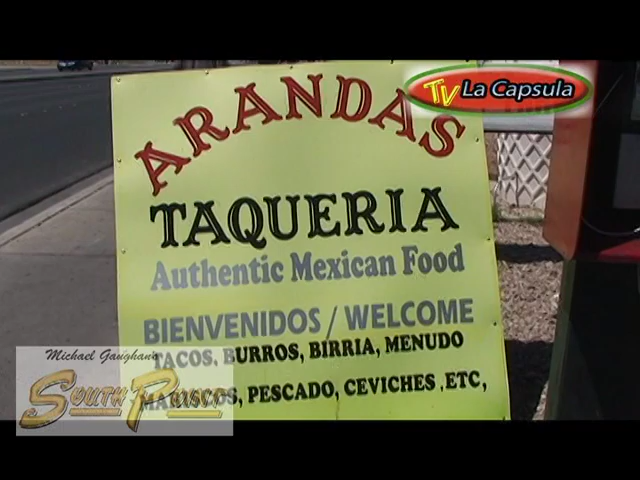 TV La Capsula
ARANDAS
TAQUERIA
Authentic Mexican Food
BIENVENIDOS / WELCOME
TACOS, BURROS, BIRRIA, MENUDO
MARISCOS, PESCADO, CEVICHES ,ETC,
Michael Gaughan's
SOUTH POINT